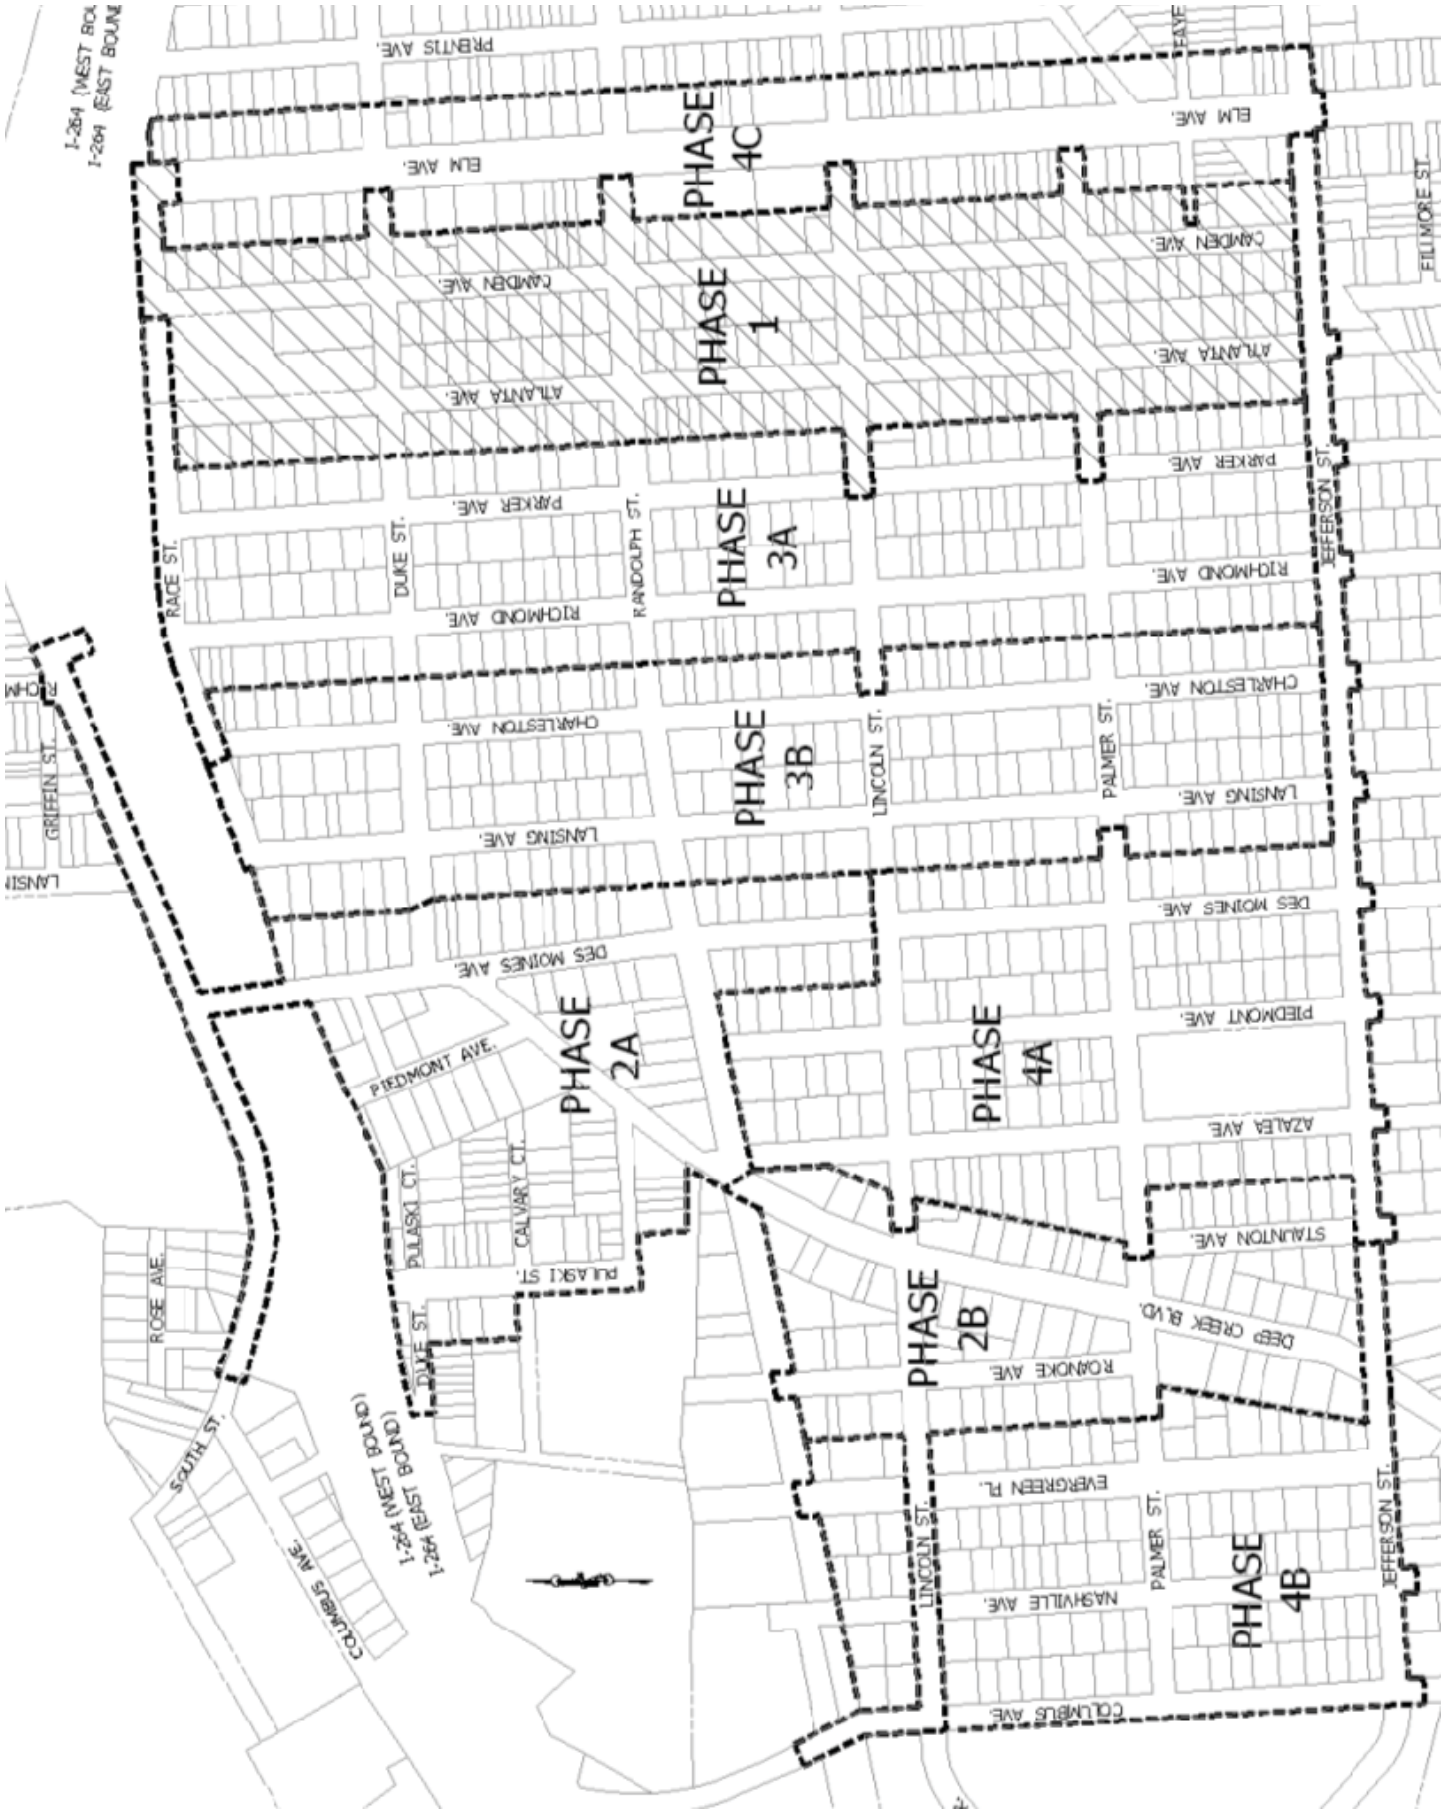 I-264 (WEST BOU
I-264 (EAST BOUN
PRENTIS AVE.
FAYE
ELM AVE.
ELM AVE.
PHASE
4C
FILLMORE ST.
CAMDEN AVE.
CAMDEN AVE.
PHASE
1
ATLANTA AVE.
ATLANTA AVE.
PARKER AVE.
PARKER AVE.
JEFFERSON ST.
RACE ST.
DUKE ST.
RANDOLPH ST.
PHASE
3A
RICHMOND AVE.
RICHMOND AVE.
RICHM
GRIFFIN ST.
CHARLESTON AVE.
CHARLESTON AVE.
PHASE
3B
LINCOLN ST.
PALMER ST.
LANSING AVE.
LANSING AVE.
LANSIN
DES MOINES AVE.
DES MOINES AVE.
PHASE
2A
PIEDMONT AVE.
PIEDMONT AVE.
PHASE
4A
AZALEA AVE.
PULASKI CT.
CALVARY CT.
PULASKI ST.
DUKE ST.
STAUNTON AVE.
ROSE AVE.
PHASE
2B
DEEP CREEK BLVD.
ROANOKE AVE.
SOUTH ST.
I-264 (WEST BOUND)
I-264 (EAST BOUND)
EVERGREEN PL.
COLUMBUS AVE.
LINCOLN ST.
PALMER ST.
JEFFERSON ST.
NASHVILLE AVE.
PHASE
4B
COLUMBUS AVE.